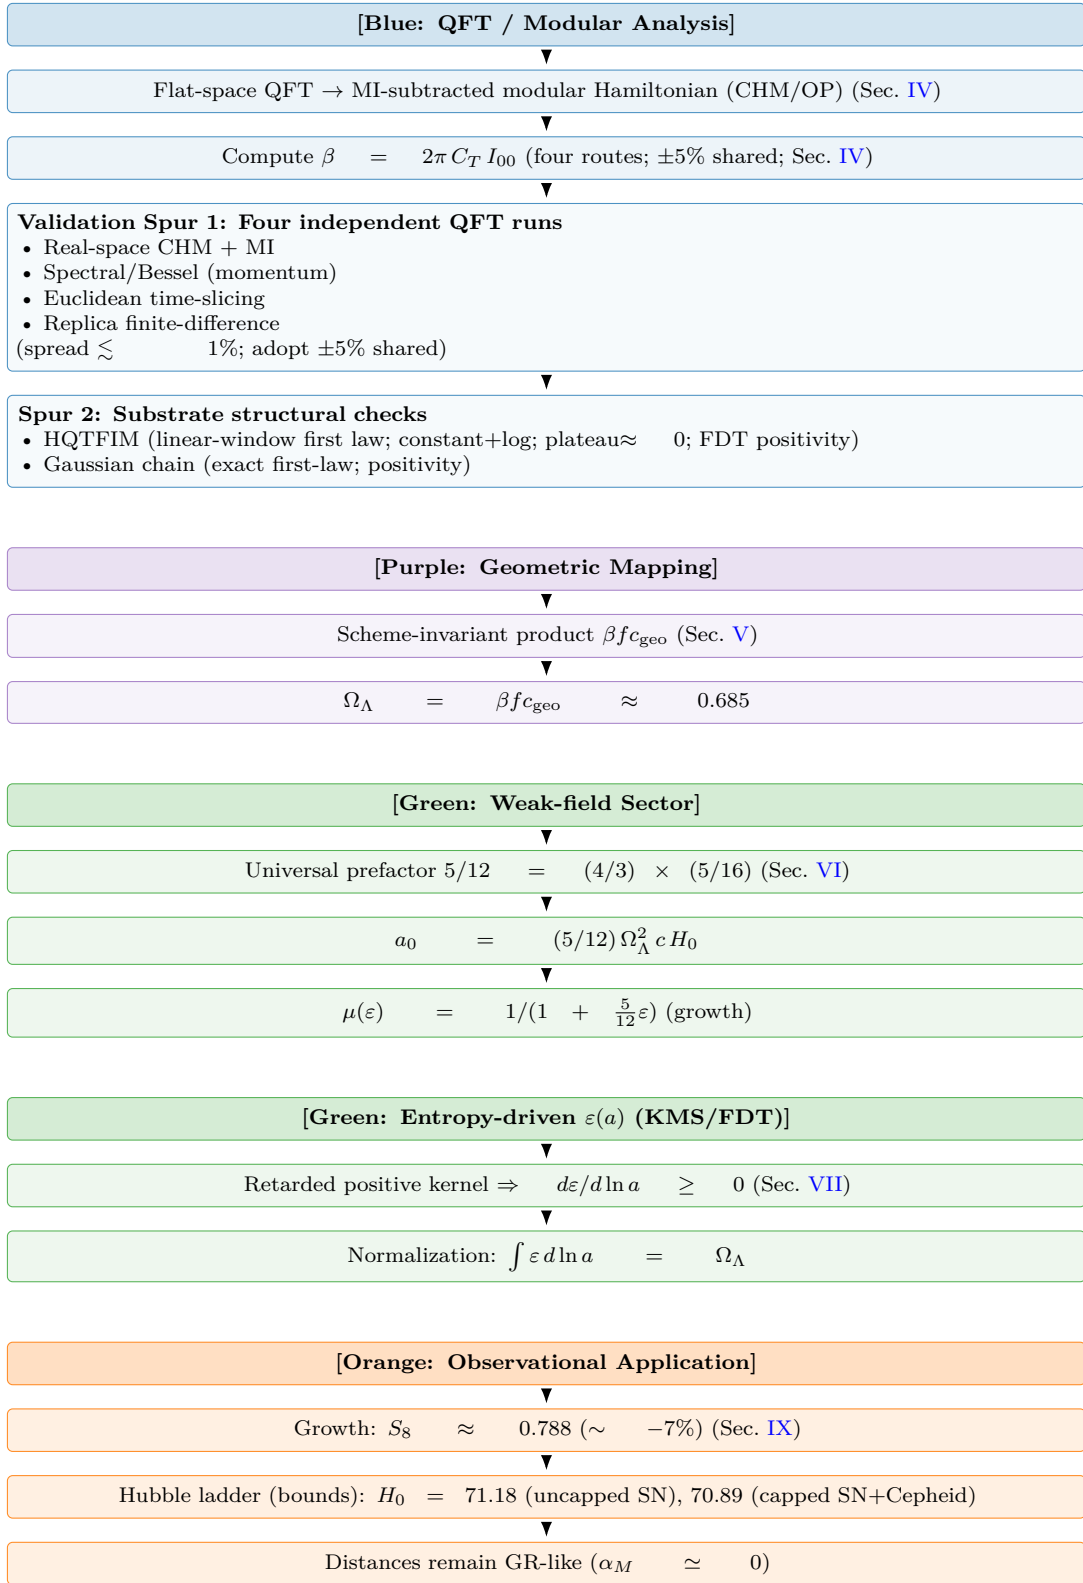 [Blue: QFT / Modular Analysis]
Flat-space QFT → MI-subtracted modular Hamiltonian (CHM/OP) (Sec. IV)
Compute β = 2π C_T I_00 (four routes; ±5% shared; Sec. IV)
Validation Spur 1: Four independent QFT runs
• Real-space CHM + MI
• Spectral/Bessel (momentum)
• Euclidean time-slicing
• Replica finite-difference
(spread ≲ 1%; adopt ±5% shared)
Spur 2: Substrate structural checks
• HQTFIM (linear-window first law; constant+log; plateau≈ 0; FDT positivity)
• Gaussian chain (exact first-law; positivity)
[Purple: Geometric Mapping]
Scheme-invariant product βfc_geo (Sec. V)
Ω_Λ = βfc_geo ≈ 0.685
[Green: Weak-field Sector]
Universal prefactor 5/12 = (4/3) × (5/16) (Sec. VI)
a_0 = (5/12) Ω_Λ^2 c H_0
μ(ε) = 1/(1 + 5/12 ε) (growth)
[Green: Entropy-driven ε(a) (KMS/FDT)]
Retarded positive kernel ⇒ dε/d ln a ≥ 0 (Sec. VII)
Normalization: ∫ ε d ln a = Ω_Λ
[Orange: Observational Application]
Growth: S_8 ≈ 0.788 (∼ −7%) (Sec. IX)
Hubble ladder (bounds): H_0 = 71.18 (uncapped SN), 70.89 (capped SN+Cepheid)
Distances remain GR-like (α_M ≃ 0)